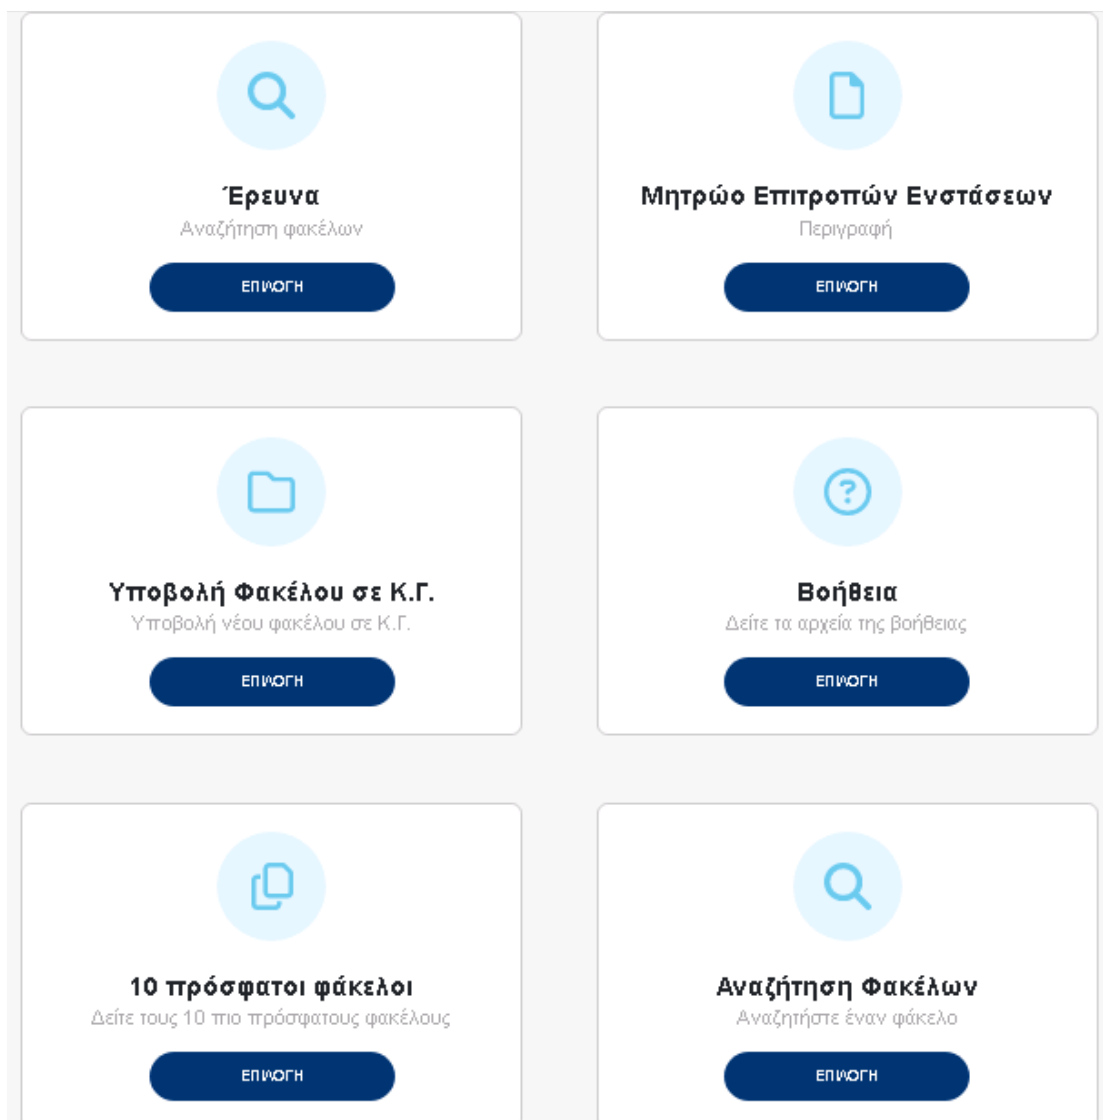 Έρευνα
Αναζήτηση φακέλων
ΕΠΙΛΟΓΗ
Μητρώο Επιτροπών Ενστάσεων
Περιγραφή
ΕΠΙΛΟΓΗ
Υποβολή Φακέλου σε Κ.Γ.
Υποβολή νέου φακέλου σε Κ.Γ.
ΕΠΙΛΟΓΗ
Βοήθεια
Δείτε τα αρχεία της βοήθειας
ΕΠΙΛΟΓΗ
10 πρόσφατοι φάκελοι
Δείτε τους 10 πιο πρόσφατους φακέλους
ΕΠΙΛΟΓΗ
Αναζήτηση Φακέλων
Αναζητήστε έναν φάκελο
ΕΠΙΛΟΓΗ